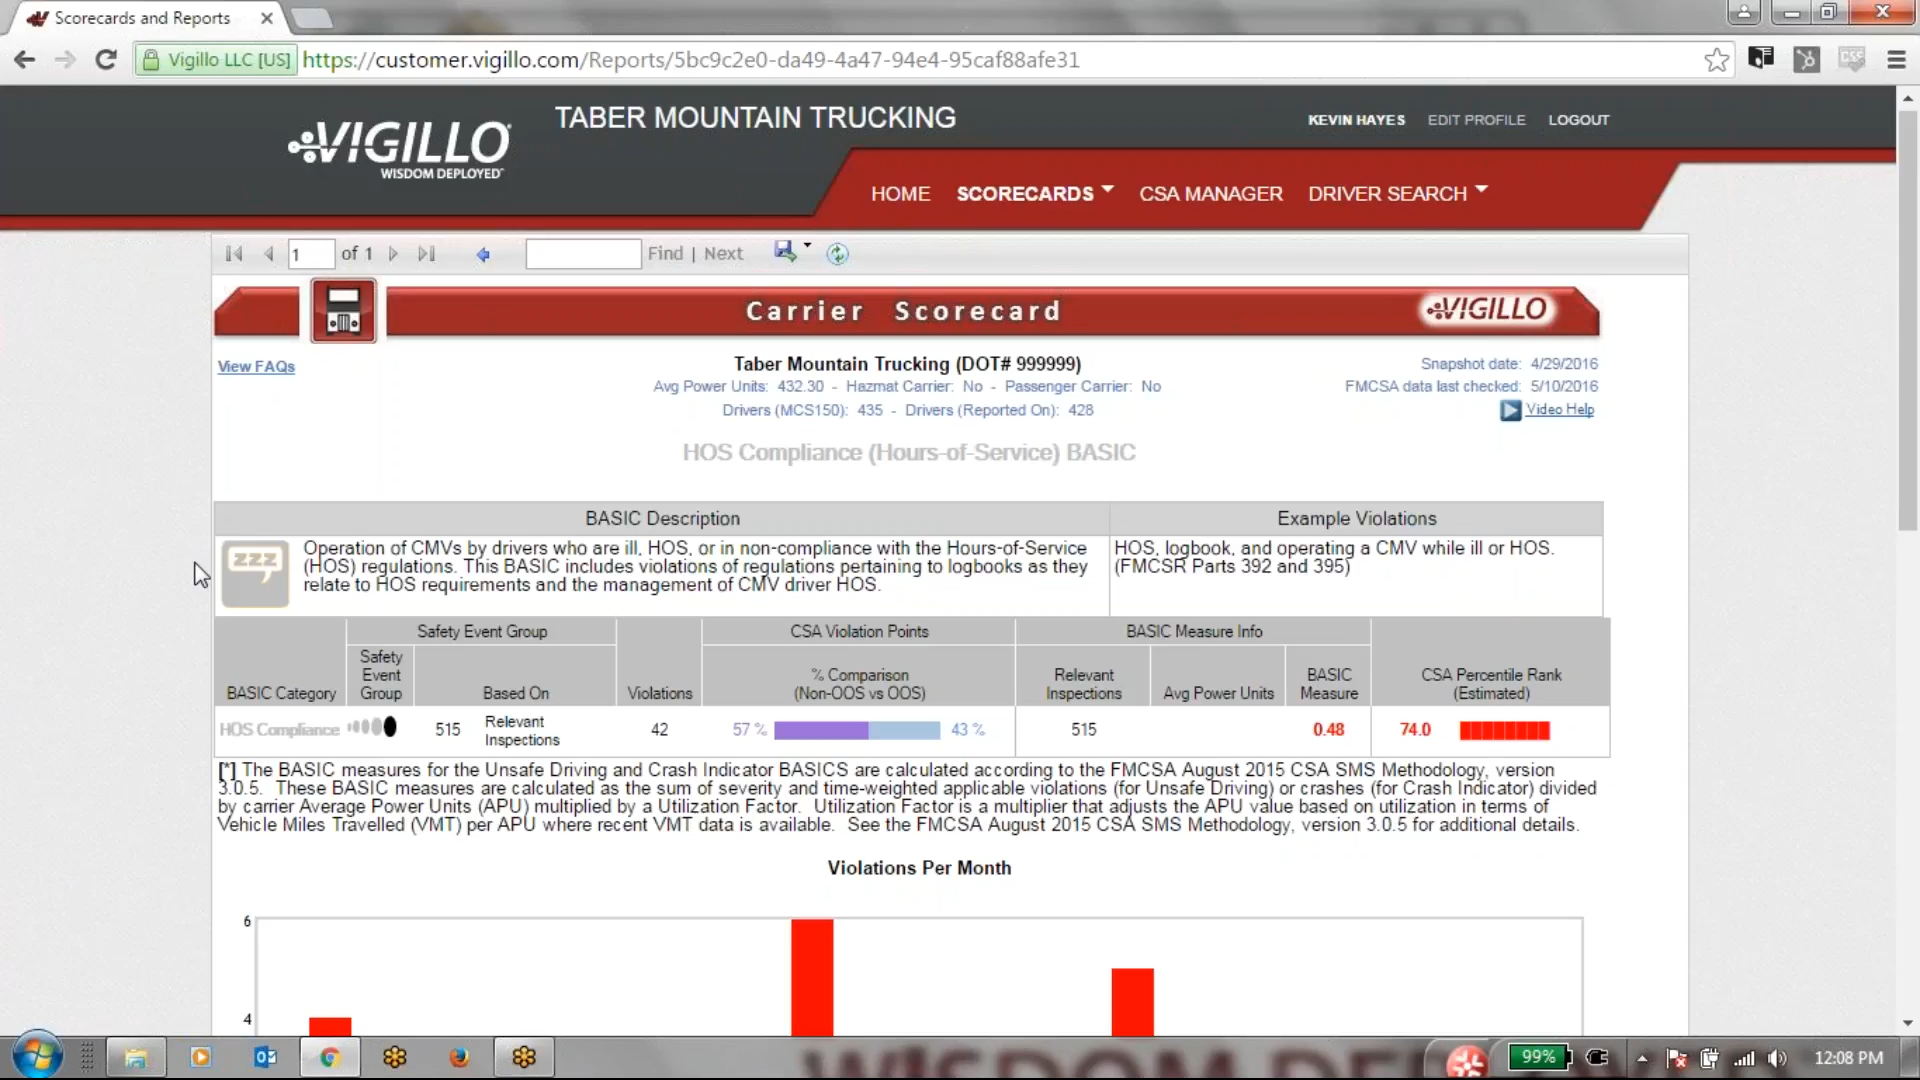 Scorecards and Reports
Vigillo LLC [US]
https://customer.vigillo.com/Reports/5bc9c2e0-da49-4a47-94e4-95caf88afe31
VIGILLO
WISDOM DEPLOYED
TABER MOUNTAIN TRUCKING
KEVIN HAYES EDIT PROFILE LOGOUT
HOME SCORECARDS CSA MANAGER DRIVER SEARCH
1 of 1 Find | Next
Carrier Scorecard
VIGILLO
View FAQs
Taber Mountain Trucking (DOT# 999999)
Avg Power Units: 432.30 - Hazmat Carrier: No - Passenger Carrier: No
Drivers (MCS150): 435 - Drivers (Reported On): 428
Snapshot date: 4/29/2016
FMCSA data last checked: 5/10/2016
Video Help
HOS Compliance (Hours-of-Service) BASIC
BASIC Description
Example Violations
zzz
Operation of CMVs by drivers who are ill, HOS, or in non-compliance with the Hours-of-Service
(HOS) regulations. This BASIC includes violations of regulations pertaining to logbooks as they
relate to HOS requirements and the management of CMV driver HOS.
HOS, logbook, and operating a CMV while ill or HOS.
(FMCSR Parts 392 and 395)
BASIC Category
Safety Event Group
Safety
Event
Group
Based On
Violations
CSA Violation Points
% Comparison
(Non-OOS vs OOS)
BASIC Measure Info
Relevant
Inspections
Avg Power Units
BASIC
Measure
CSA Percentile Rank
(Estimated)
HOS Compliance
515
Relevant
Inspections
42
57 %
43 %
515
0.48
74.0
[*] The BASIC measures for the Unsafe Driving and Crash Indicator BASICS are calculated according to the FMCSA August 2015 CSA SMS Methodology, version
3.0.5. These BASIC measures are calculated as the sum of severity and time-weighted applicable violations (for Unsafe Driving) or crashes (for Crash Indicator) divided
by carrier Average Power Units (APU) multiplied by a Utilization Factor. Utilization Factor is a multiplier that adjusts the APU value based on utilization in terms of
Vehicle Miles Travelled (VMT) per APU where recent VMT data is available. See the FMCSA August 2015 CSA SMS Methodology, version 3.0.5 for additional details.
Violations Per Month
6
4
99%
12:08 PM